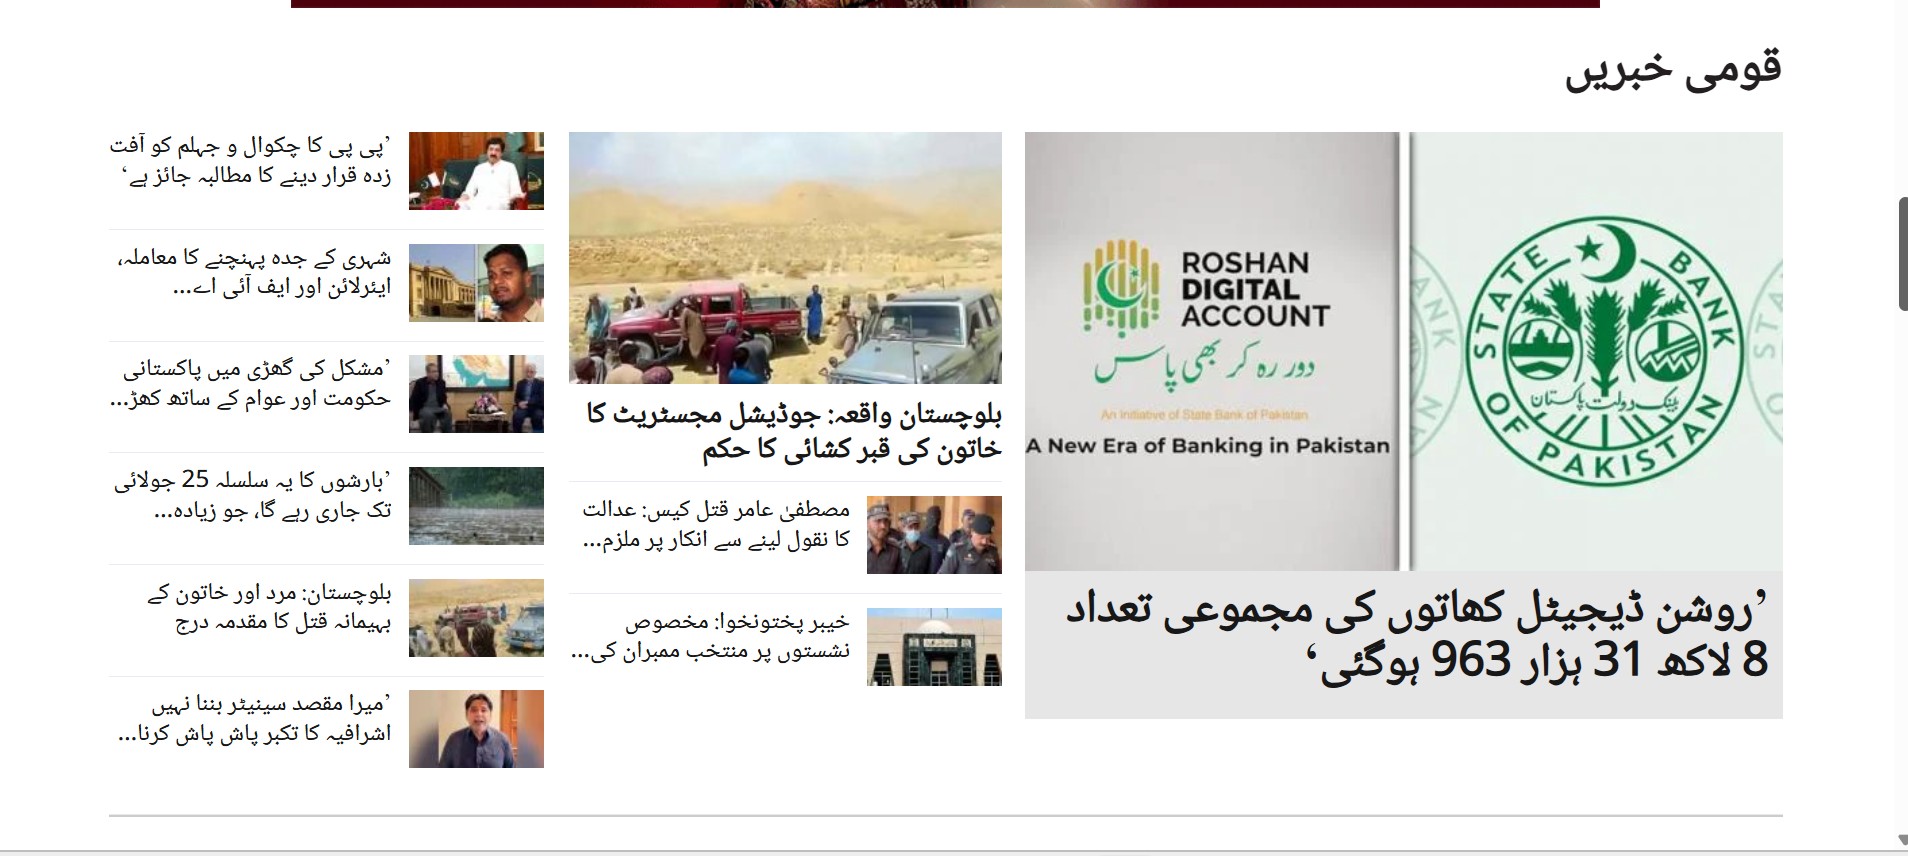 قومی خبریں
STATE BANK OF PAKISTAN
بینک دولت پاکستان
ROSHAN
DIGITAL
ACCOUNT
دور رہ کر بھی پاس
An Initiative of State Bank of Pakistan
A New Era of Banking in Pakistan
’روشن ڈیجیٹل کھاتوں کی مجموعی تعداد
8 لاکھ 31 ہزار 963 ہوگئی‘
بلوچستان واقعہ: جوڈیشل مجسٹریٹ کا
خاتون کی قبر کشائی کا حکم
مصطفیٰ عامر قتل کیس: عدالت
کا نقول لینے سے انکار پر ملزم...
خیبر پختونخوا: مخصوص
نشستوں پر منتخب ممبران کی...
’پی پی کا چکوال و جہلم کو آفت
زدہ قرار دینے کا مطالبہ جائز ہے‘
شہری کے جدہ پہنچنے کا معاملہ،
ایئرلائن اور ایف آئی اے...
’مشکل کی گھڑی میں پاکستانی
حکومت اور عوام کے ساتھ کھڑ...
’بارشوں کا یہ سلسلہ 25 جولائی
تک جاری رہے گا، جو زیادہ...
بلوچستان: مرد اور خاتون کے
بہیمانہ قتل کا مقدمہ درج
’میرا مقصد سینیٹر بننا نہیں
اشرافیہ کا تکبر پاش پاش کرنا...